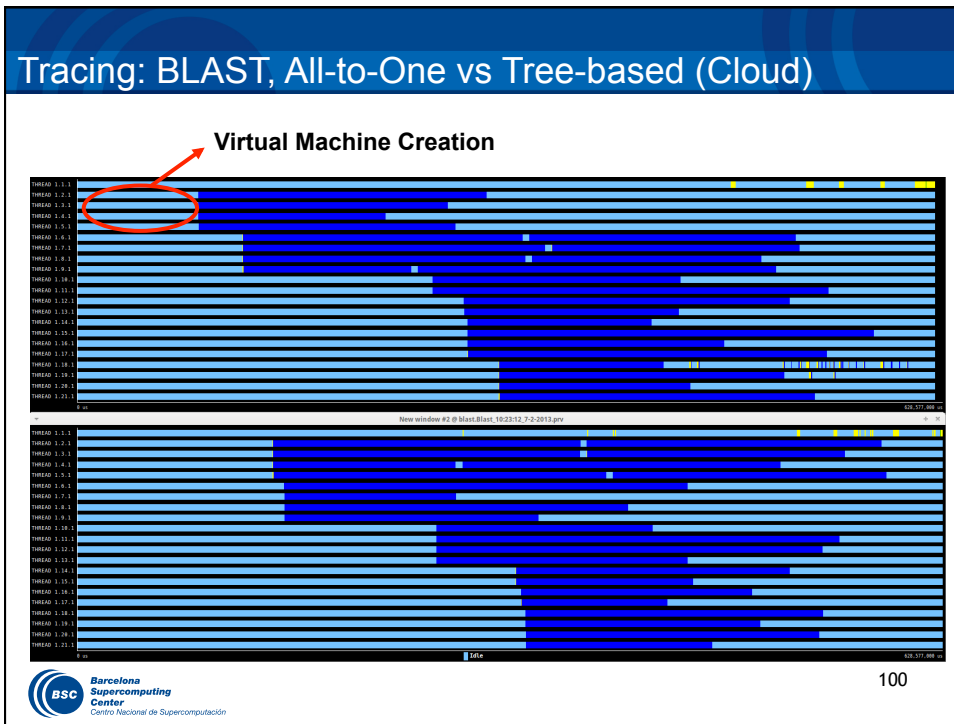 Tracing: BLAST, All-to-One vs Tree-based (Cloud)
Virtual Machine Creation
THREAD 1.1.1
THREAD 1.2.1
THREAD 1.3.1
THREAD 1.4.1
THREAD 1.5.1
THREAD 1.6.1
THREAD 1.7.1
THREAD 1.8.1
THREAD 1.9.1
THREAD 1.10.1
THREAD 1.11.1
THREAD 1.12.1
THREAD 1.13.1
THREAD 1.14.1
THREAD 1.15.1
THREAD 1.16.1
THREAD 1.17.1
THREAD 1.18.1
THREAD 1.19.1
THREAD 1.20.1
THREAD 1.21.1
0 us 628.577.800 us
New window #2 @ blast.Blast_10:23:12_7-2-2013.prv
THREAD 1.1.1
THREAD 1.2.1
THREAD 1.3.1
THREAD 1.4.1
THREAD 1.5.1
THREAD 1.6.1
THREAD 1.7.1
THREAD 1.8.1
THREAD 1.9.1
THREAD 1.10.1
THREAD 1.11.1
THREAD 1.12.1
THREAD 1.13.1
THREAD 1.14.1
THREAD 1.15.1
THREAD 1.16.1
THREAD 1.17.1
THREAD 1.18.1
THREAD 1.19.1
THREAD 1.20.1
THREAD 1.21.1
0 us 628.577.800 us
Idle
BSC
Barcelona
Supercomputing
Center
Centro Nacional de Supercomputación
100